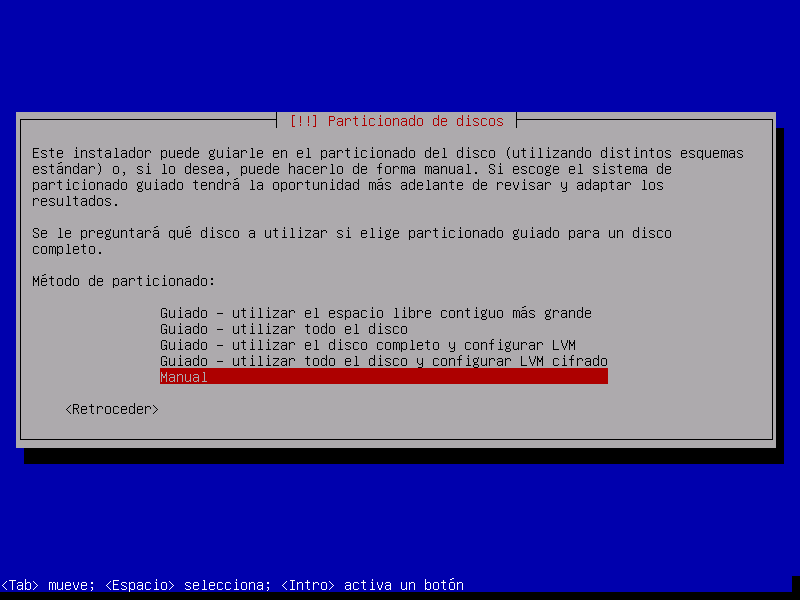 [!!] Particionado de discos
Este instalador puede guiarle en el particionado del disco (utilizando distintos esquemas
estándar) o, si lo desea, puede hacerlo de forma manual. Si escoge el sistema de
particionado guiado tendrá la oportunidad más adelante de revisar y adaptar los
resultados.
Se le preguntará qué disco a utilizar si elige particionado guiado para un disco
completo.
Método de particionado:
Guiado - utilizar el espacio libre contiguo más grande
Guiado - utilizar todo el disco
Guiado - utilizar el disco completo y configurar LVM
Guiado - utilizar todo el disco y configurar LVM cifrado
Manual
<Retroceder>
<Tab> mueve; <Espacio> selecciona; <Intro> activa un botón